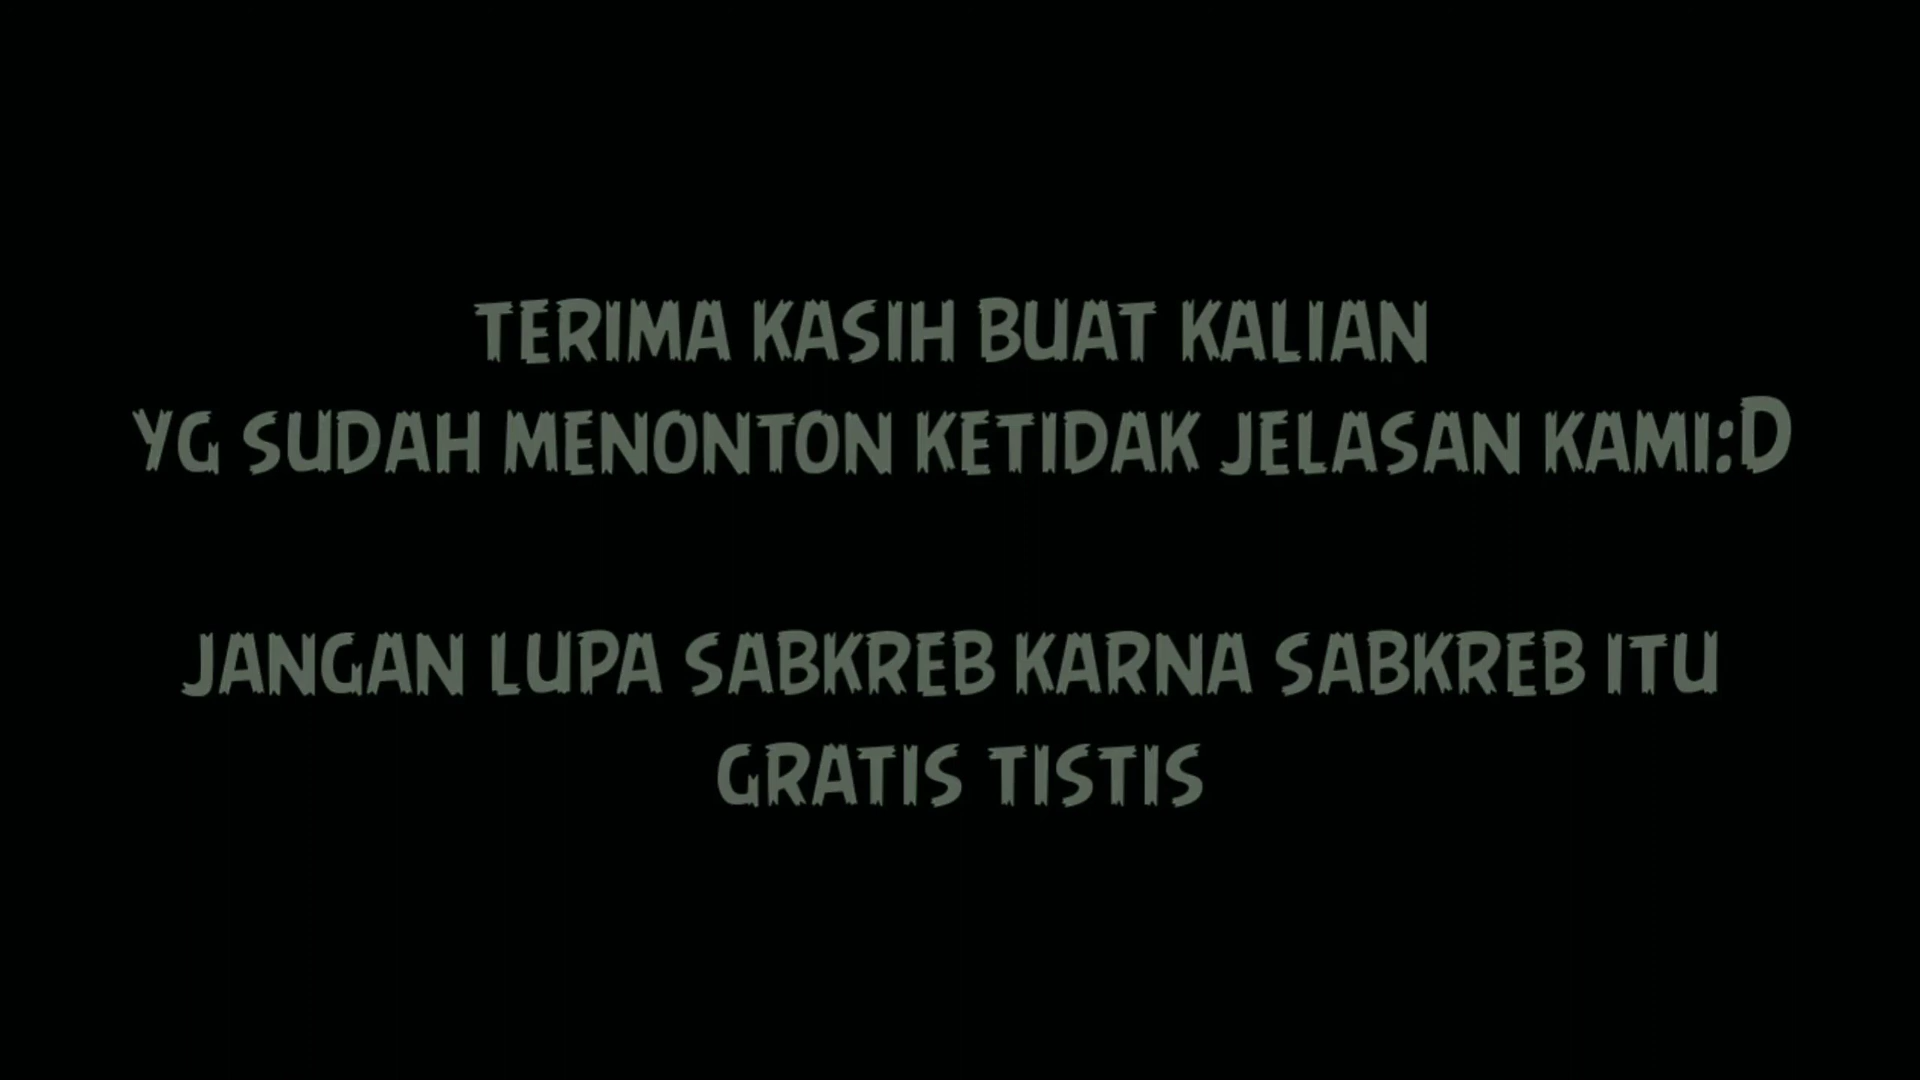 TERIMA KASIH BUAT KALIAN
YG SUDAH MENONTON KETIDAK JELASAN KAMI:D
JANGAN LUPA SABKREB KARNA SABKREB ITU
GRATIS TISTIS